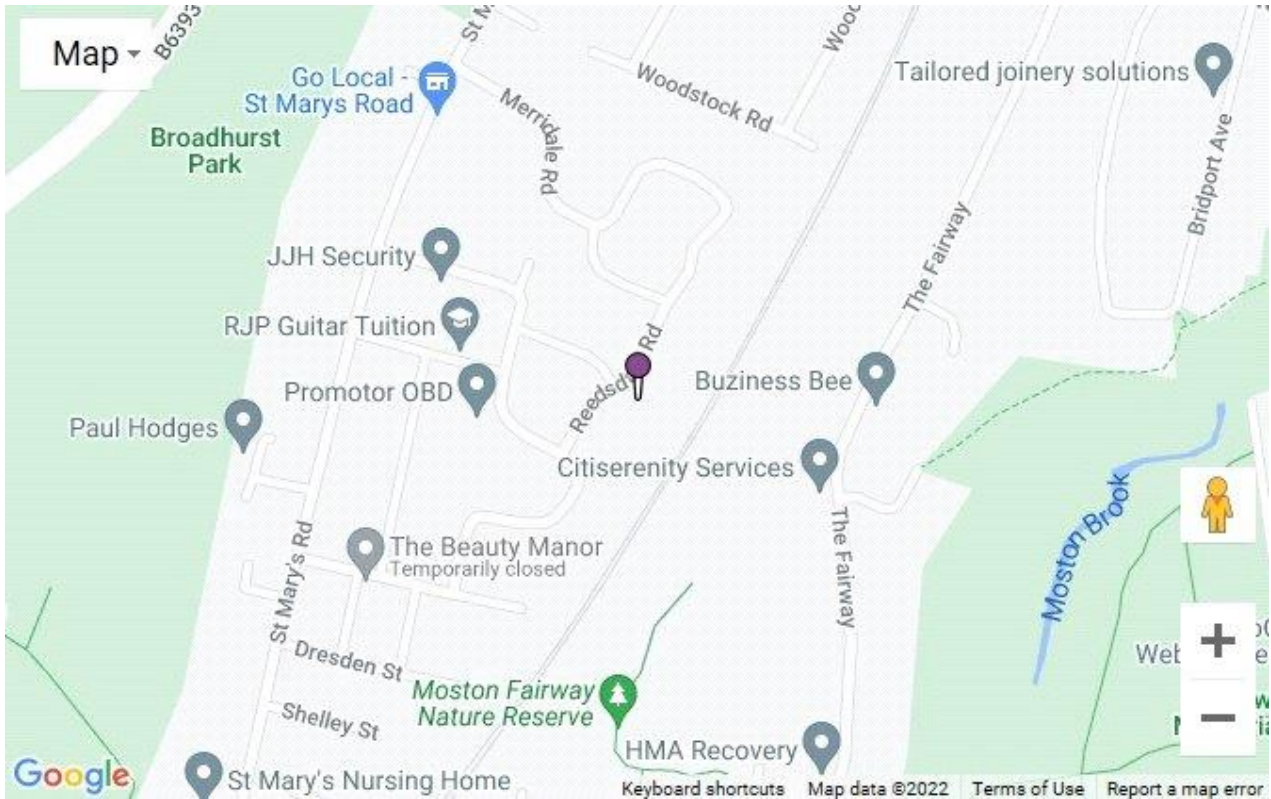 Map
B6393
St M
Go Local -
St Marys Road
Broadhurst
Park
Merridale Rd
Woodstock Rd
Tailored joinery solutions
Bridport Ave
The Fairway
JJH Security
RJP Guitar Tuition
Promotor OBD
Rd
Buziness Bee
Paul Hodges
Citiserenity Services
The Fairway
Moston Brook
The Beauty Manor
Temporarily closed
St Mary's Rd
Dresden St
Moston Fairway
Nature Reserve
Shelley St
HMA Recovery
St Mary's Nursing Home
Google
Keyboard shortcuts
Map data ©2022
Terms of Use
Report a map error